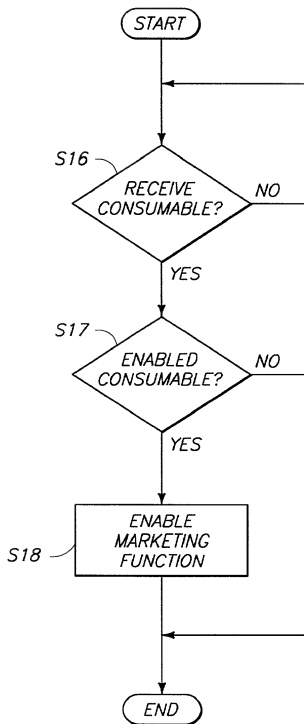 START
S16
RECEIVE
CONSUMABLE?
NO
YES
S17
ENABLED
CONSUMABLE?
NO
YES
S18
ENABLE
MARKETING
FUNCTION
END